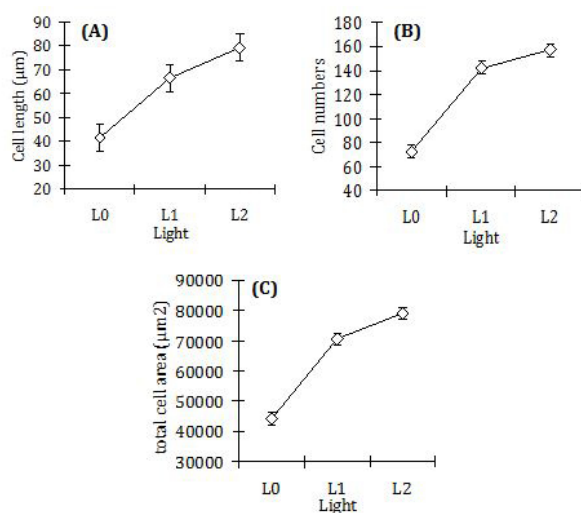 (A)
Cell length (µm)
90
80
70
60
50
40
30
20
L0 L1 L2
Light
(B)
Cell numbers
180
160
140
120
100
80
60
40
L0 L1 L2
Light
(C)
total cell area (µm2)
90000
80000
70000
60000
50000
40000
30000
L0 L1 L2
Light